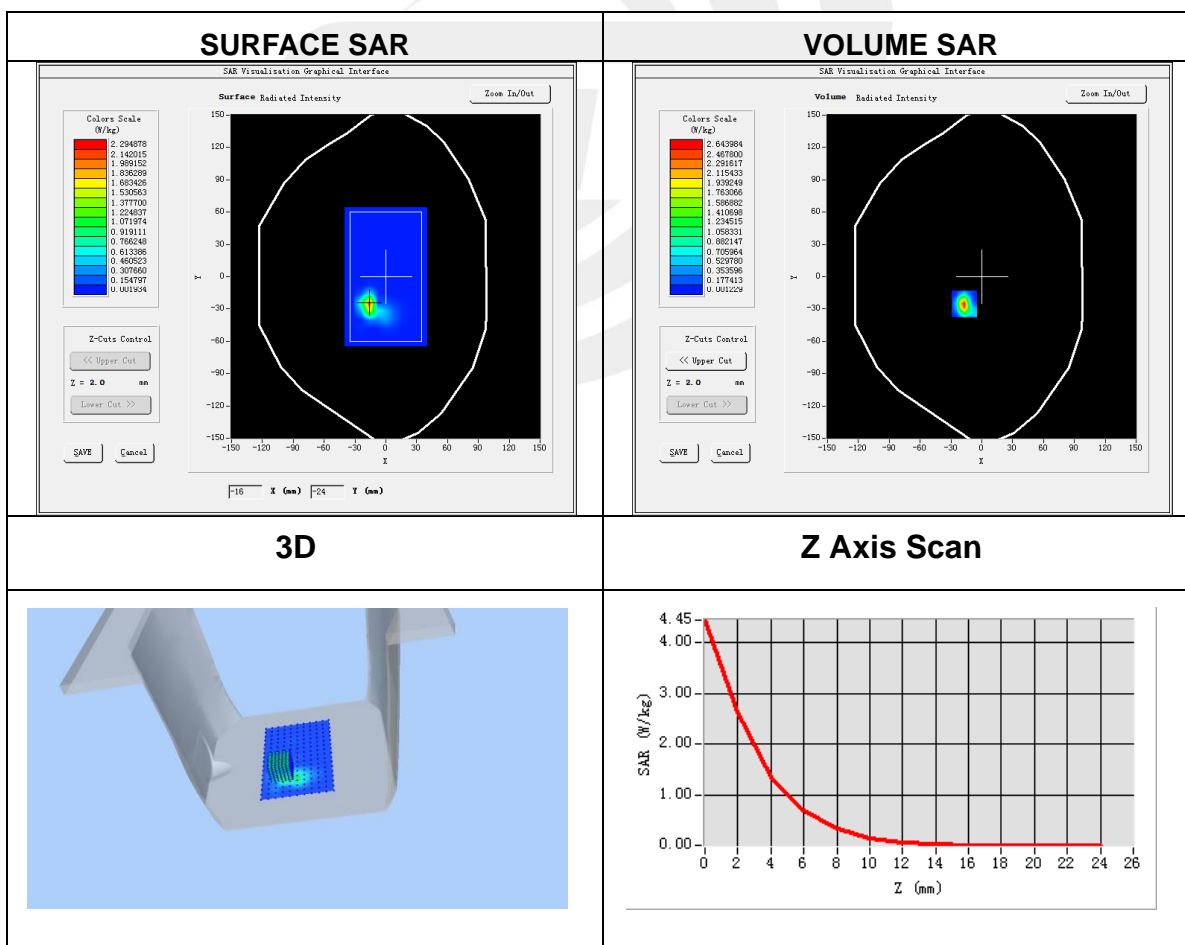 SURFACE SAR
SAR Visualisation Graphical Interface
Surface Radiated Intensity
Zoom In/Out
Colors Scale
(W/kg)
2.294878
2.142015
1.989152
1.836289
1.683426
1.530563
1.377700
1.224837
1.071974
0.919111
0.766248
0.613386
0.460523
0.307660
0.154797
0.001934
Z-Cuts Control
<< Upper Cut
Z = 2.0 mm
Lower Cut >>
SAVE
Cancel
150
120
90
60
30
0
-30
-60
-90
-120
-150
Y
-150 -120 -90 -60 -30 0 30 60 90 120 150
X
-16 X (mm) -24 Y (mm)
VOLUME SAR
SAR Visualisation Graphical Interface
Volume Radiated Intensity
Zoom In/Out
Colors Scale
(W/kg)
2.643984
2.467800
2.291617
2.115433
1.939249
1.763066
1.586882
1.410698
1.234515
1.058331
0.882147
0.705964
0.529780
0.353596
0.177413
0.001229
Z-Cuts Control
<< Upper Cut
Z = 2.0 mm
Lower Cut >>
SAVE
Cancel
150
120
90
60
30
0
-30
-60
-90
-120
-150
Y
-150 -120 -90 -60 -30 0 30 60 90 120 150
X
3D
Z Axis Scan
4.45
4.00
3.00
2.00
1.00
0.00
SAR (W/kg)
0 2 4 6 8 10 12 14 16 18 20 22 24 26
Z (mm)